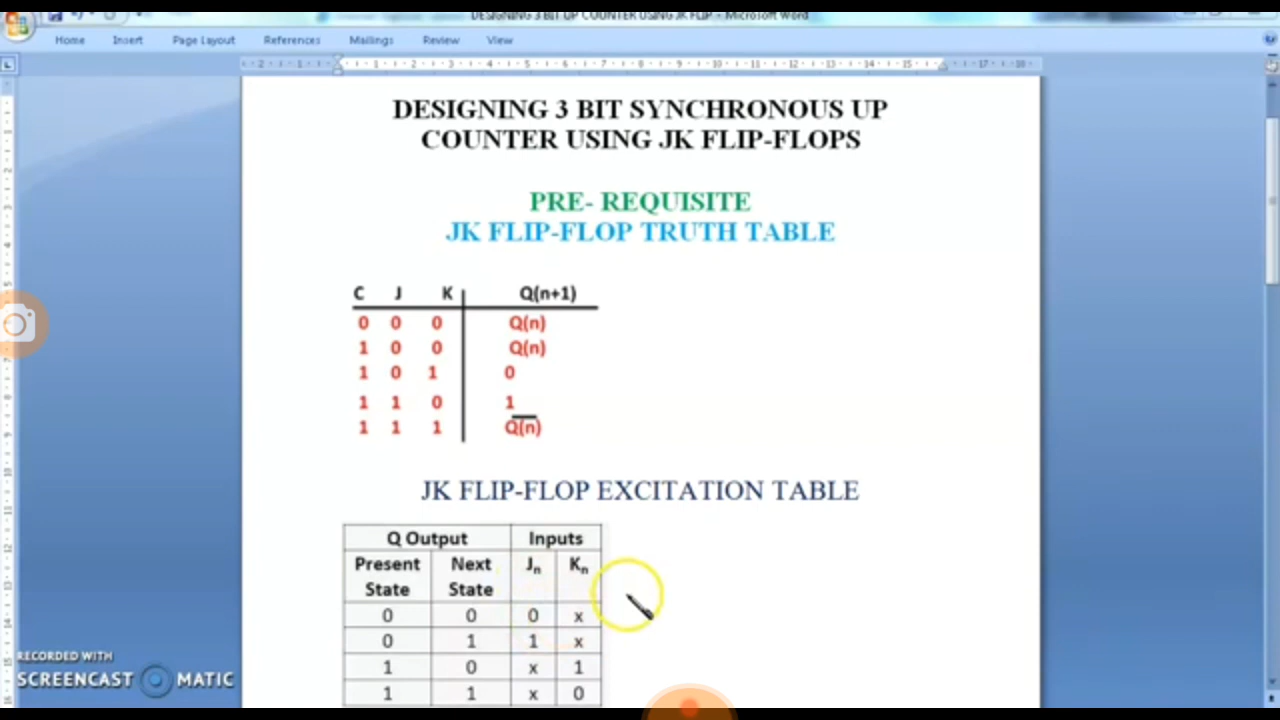 DESIGNING 3 BIT UP COUNTER USING JK FLIP - Microsoft Word
Home Insert Page Layout References Mailings Review View
DESIGNING 3 BIT SYNCHRONOUS UP
COUNTER USING JK FLIP-FLOPS
PRE- REQUISITE
JK FLIP-FLOP TRUTH TABLE
C J K Q(n+1)
0 0 0 Q(n)
1 0 0 Q(n)
1 0 1 0
1 1 0 1
1 1 1 Q̅(̅n̅)̅
JK FLIP-FLOP EXCITATION TABLE
Q Output Inputs
Present State Next State Jn Kn
0 0 0 x
0 1 1 x
1 0 x 1
1 1 x 0
RECORDED WITH
SCREENCAST MATIC